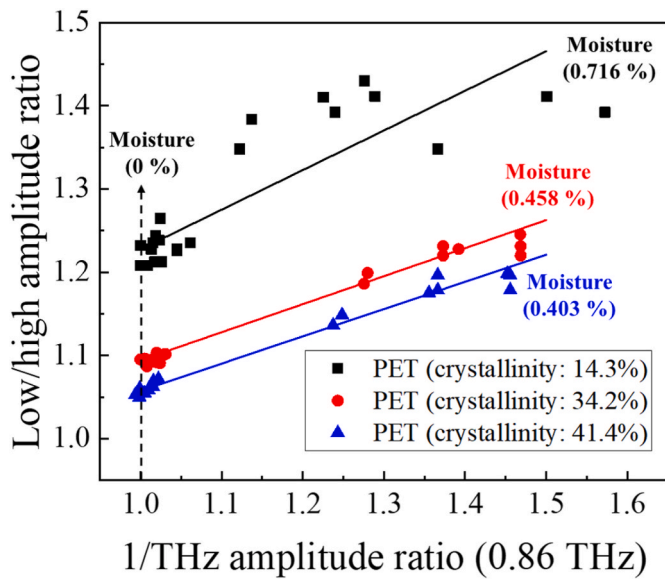 1.5
1.4
1.3
1.2
1.1
1.0
Low/high amplitude ratio
Moisture
(0 %)
Moisture
(0.716 %)
Moisture
(0.458 %)
Moisture
(0.403 %)
PET (crystallinity: 14.3%)
PET (crystallinity: 34.2%)
PET (crystallinity: 41.4%)
1.0 1.1 1.2 1.3 1.4 1.5 1.6
1/THz amplitude ratio (0.86 THz)